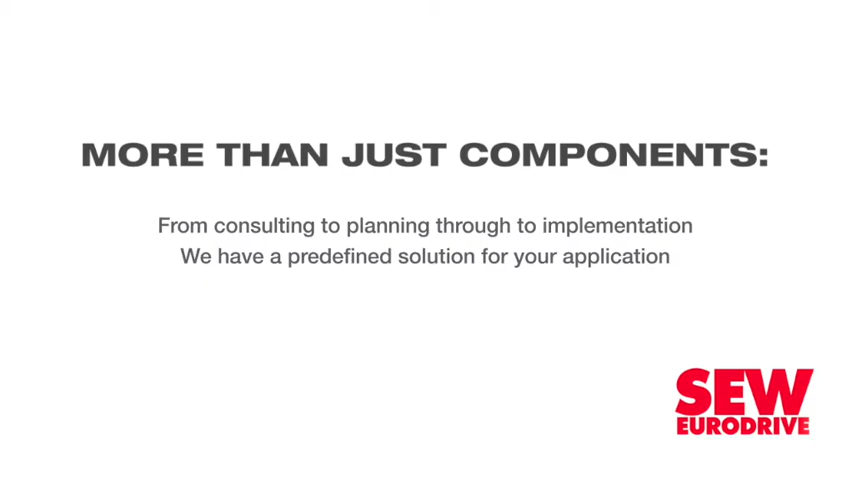 MORE THAN JUST COMPONENTS:
From consulting to planning through to implementation
We have a predefined solution for your application
SEW
EURODRIVE